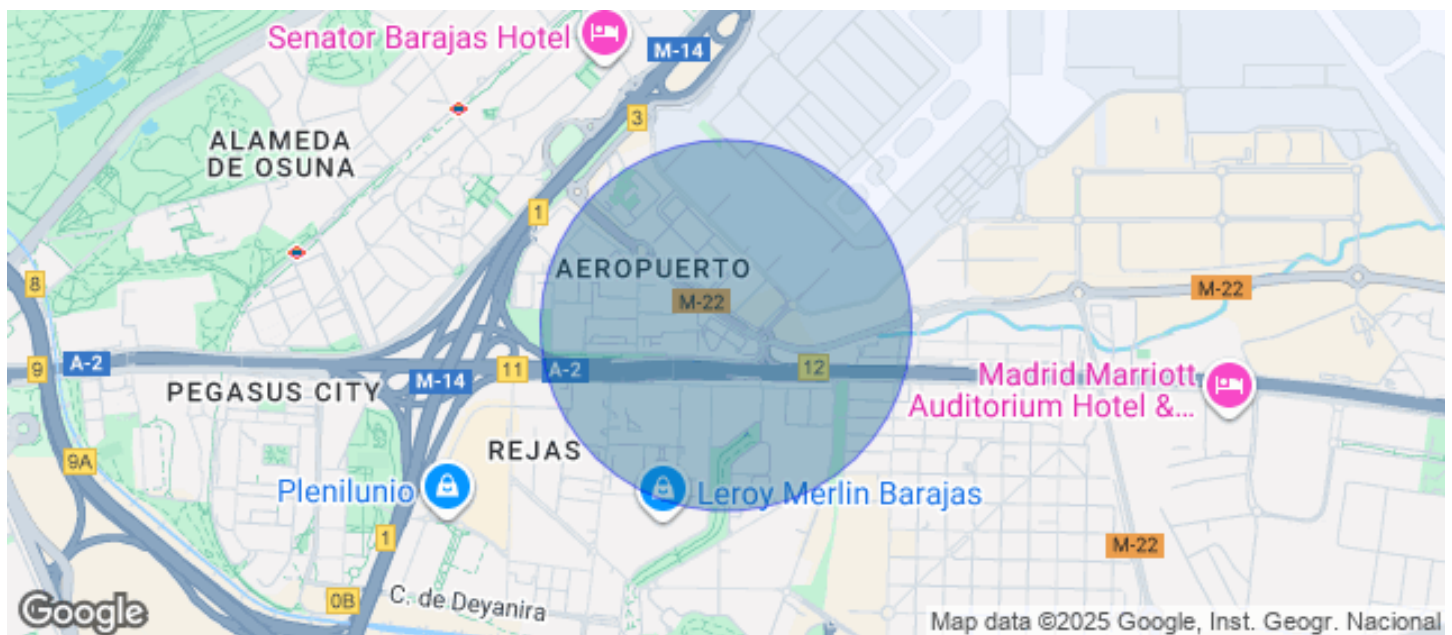 Senator Barajas Hotel
M-14
3
ALAMEDA
DE OSUNA
1
AEROPUERTO
8
M-22
M-22
9
A-2
M-14
11
A-2
12
PEGASUS CITY
Madrid Marriott
Auditorium Hotel &...
9A
REJAS
Plenilunio
Leroy Merlin Barajas
1
M-22
0B
C. de Deyanira
Google
Map data ©2025 Google, Inst. Geogr. Nacional